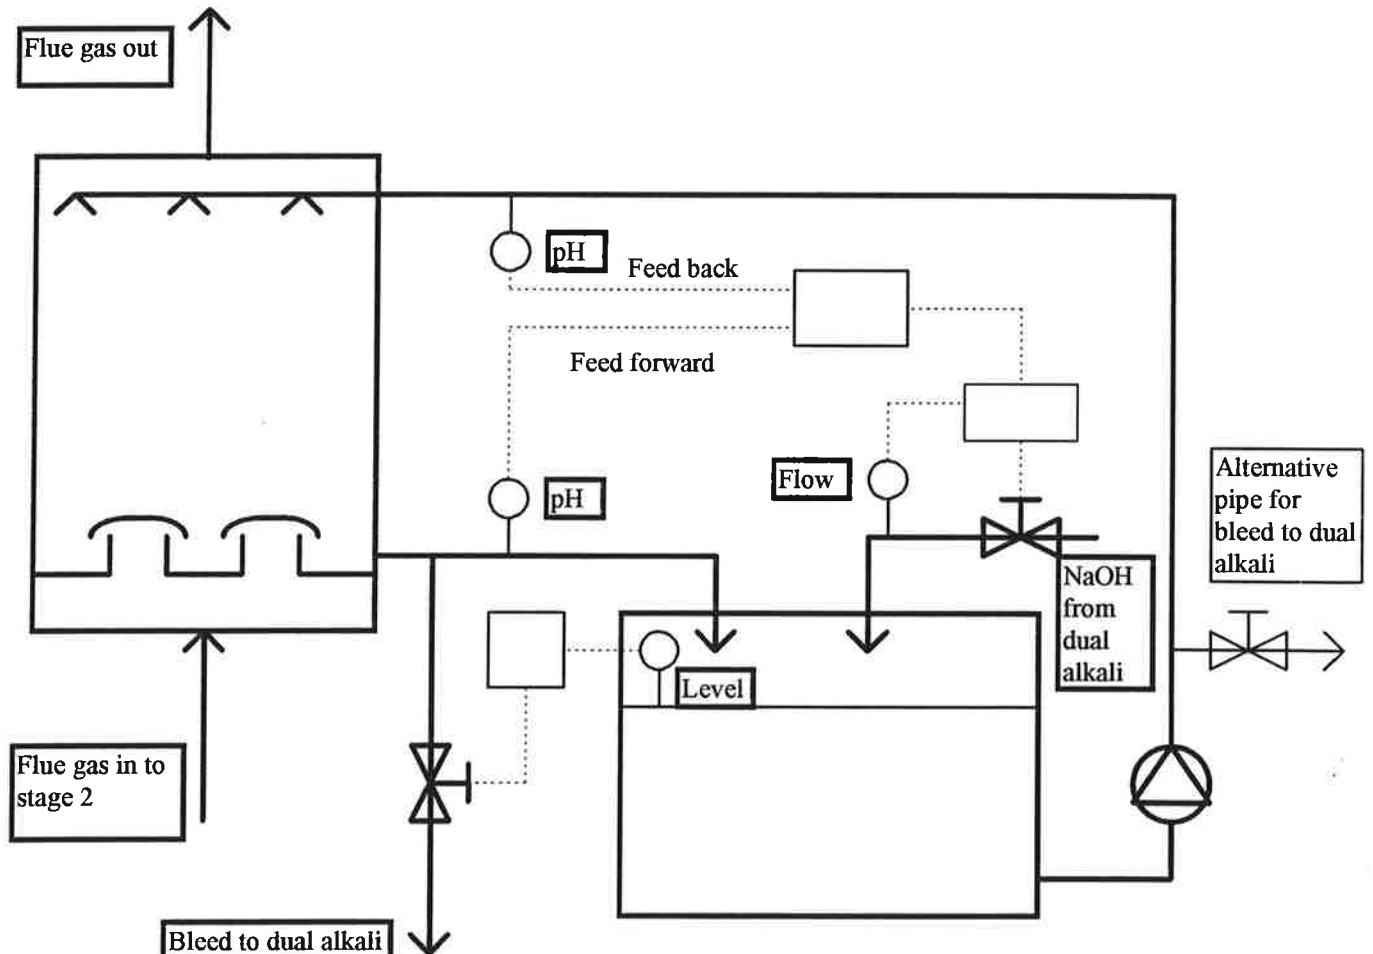 Flue gas out
pH
Feed back
Feed forward
pH
Flow
Alternative
pipe for
bleed to dual
alkali
NaOH
from
dual
alkali
Level
Flue gas in to
stage 2
Bleed to dual alkali